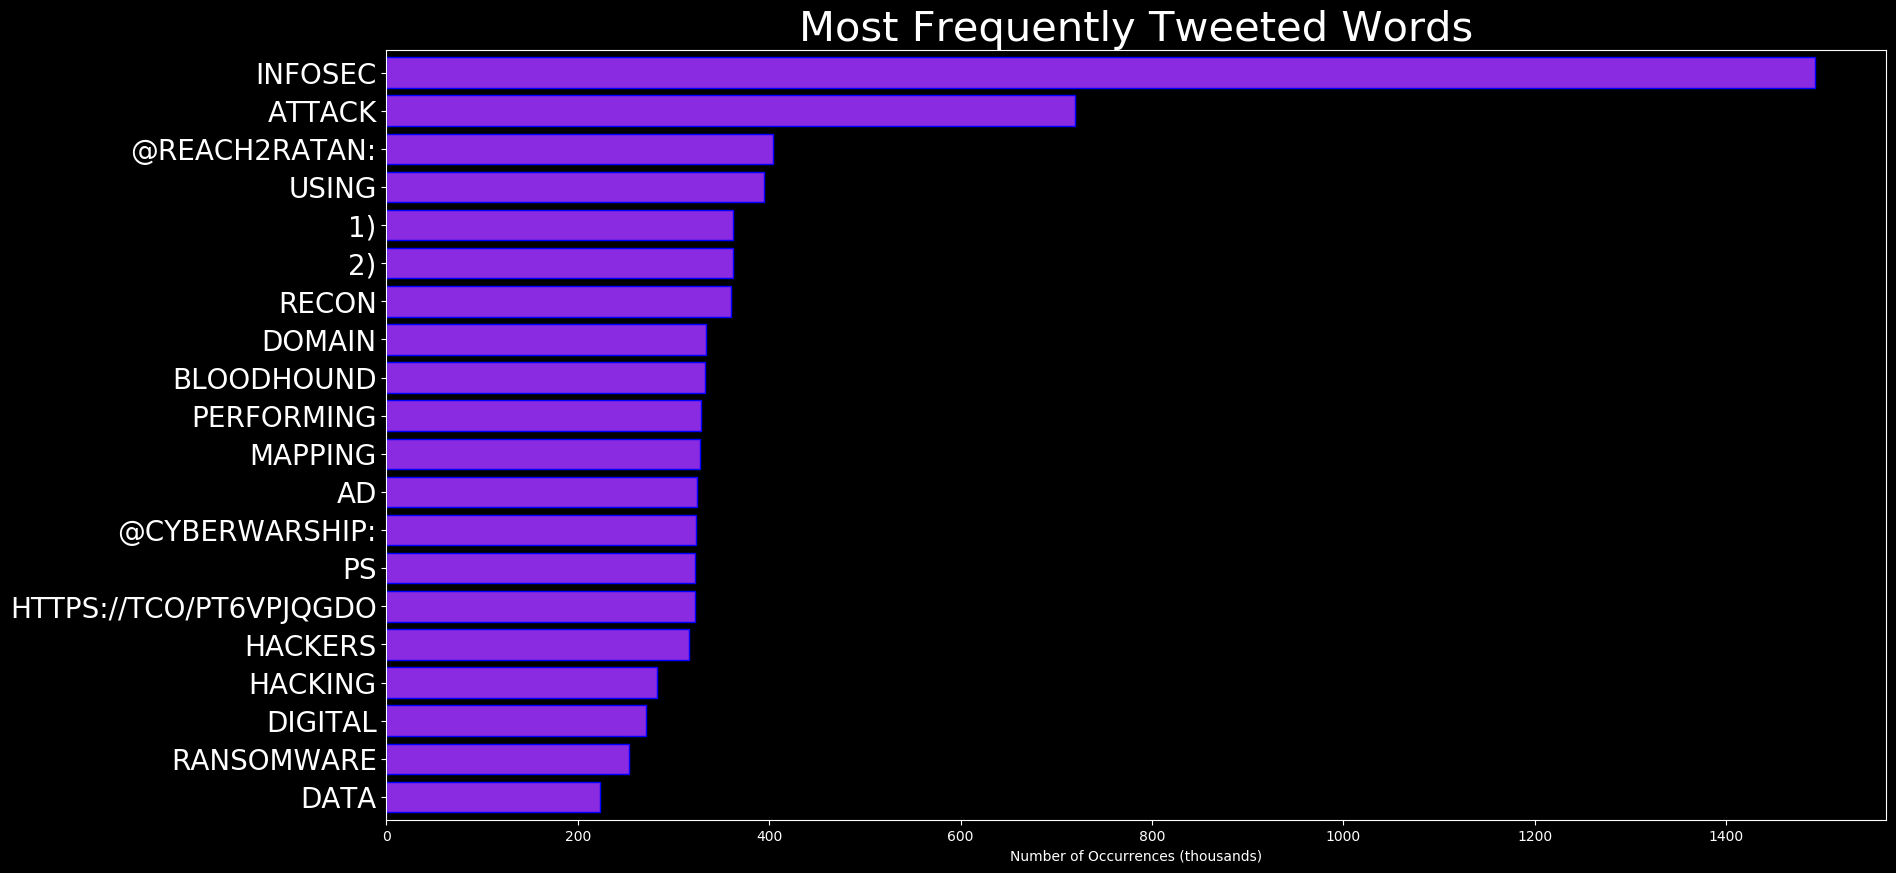 Most Frequently Tweeted Words
INFOSEC
ATTACK
@REACH2RATAN:
USING
1)
2)
RECON
DOMAIN
BLOODHOUND
PERFORMING
MAPPING
AD
@CYBERWARSHIP:
PS
HTTPS://TCO/PT6VPJQGDO
HACKERS
HACKING
DIGITAL
RANSOMWARE
DATA
0 200 400 600 800 1000 1200 1400
Number of Occurrences (thousands)